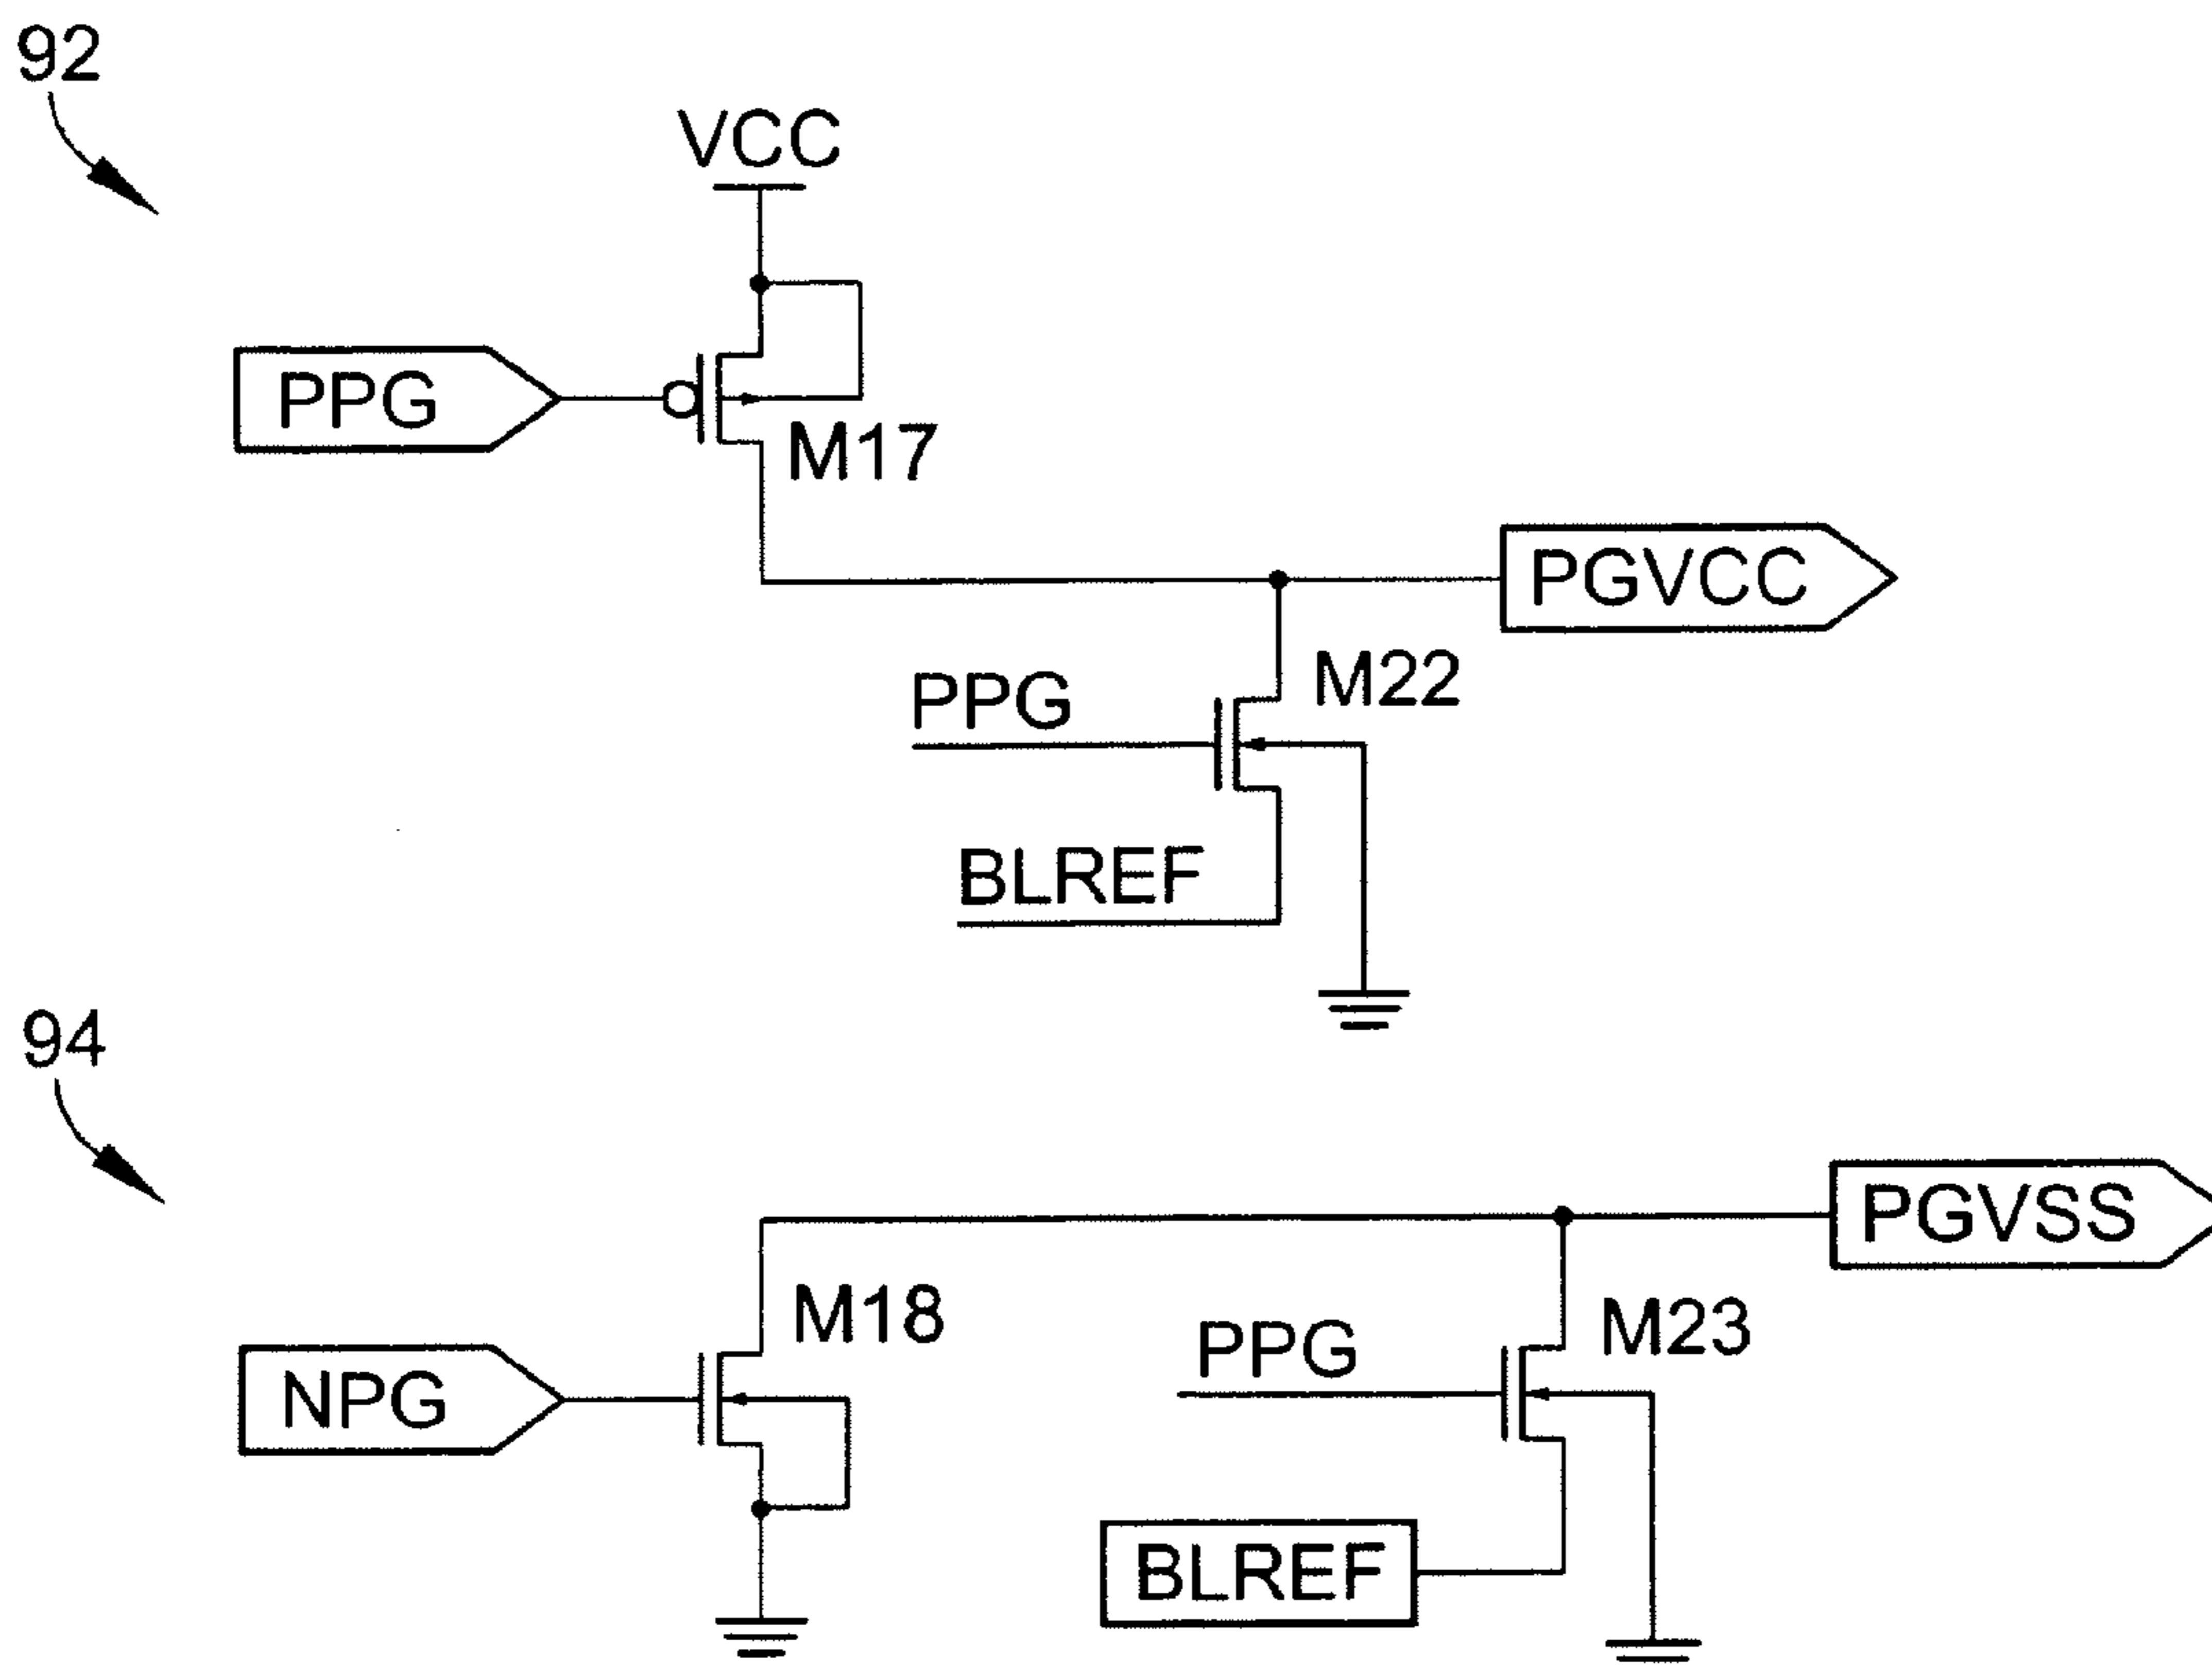 92
VCC
PPG
M17
PGVCC
PPG
M22
BLREF
94
PGVSS
M18
PPG
M23
NPG
BLREF